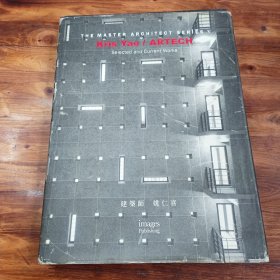 THE MASTER ARCHITECT SERIES V
Kris Yao / ARTECH
Selected and Current Works
建築師 姚仁喜
images
Publishing